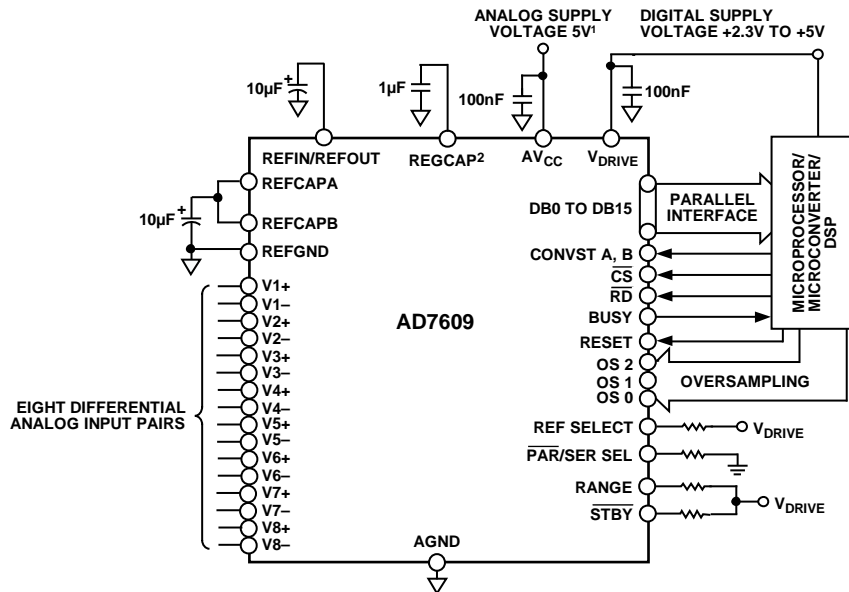 ANALOG SUPPLY
VOLTAGE 5V¹
DIGITAL SUPPLY
VOLTAGE +2.3V TO +5V
10µF
+
1µF
100nF
100nF
REFIN/REFOUT
REGCAP²
AVCC
VDRIVE
REFCAPA
10µF
+
REFCAPB
REFGND
DB0 TO DB15
PARALLEL
INTERFACE
MICROPROCESSOR/
MICROCONVERTER/
DSP
CONVST A, B
CS
RD
BUSY
RESET
OS 2
OS 1
OS 0
OVERSAMPLING
AD7609
V1+
V1–
V2+
V2–
V3+
V3–
V4+
V4–
V5+
V5–
V6+
V6–
V7+
V7–
V8+
V8–
EIGHT DIFFERENTIAL
ANALOG INPUT PAIRS
REF SELECT
VDRIVE
PAR/SER SEL
RANGE
STBY
VDRIVE
AGND